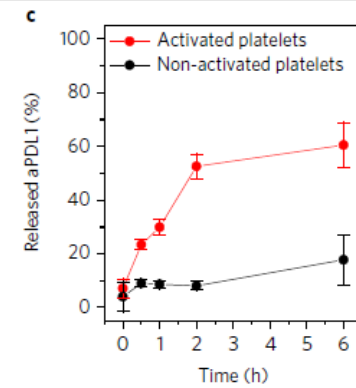 c
100
Activated platelets
Non-activated platelets
80
60
40
20
0
Released aPDL1 (%)
0 1 2 3 4 5 6
Time (h)